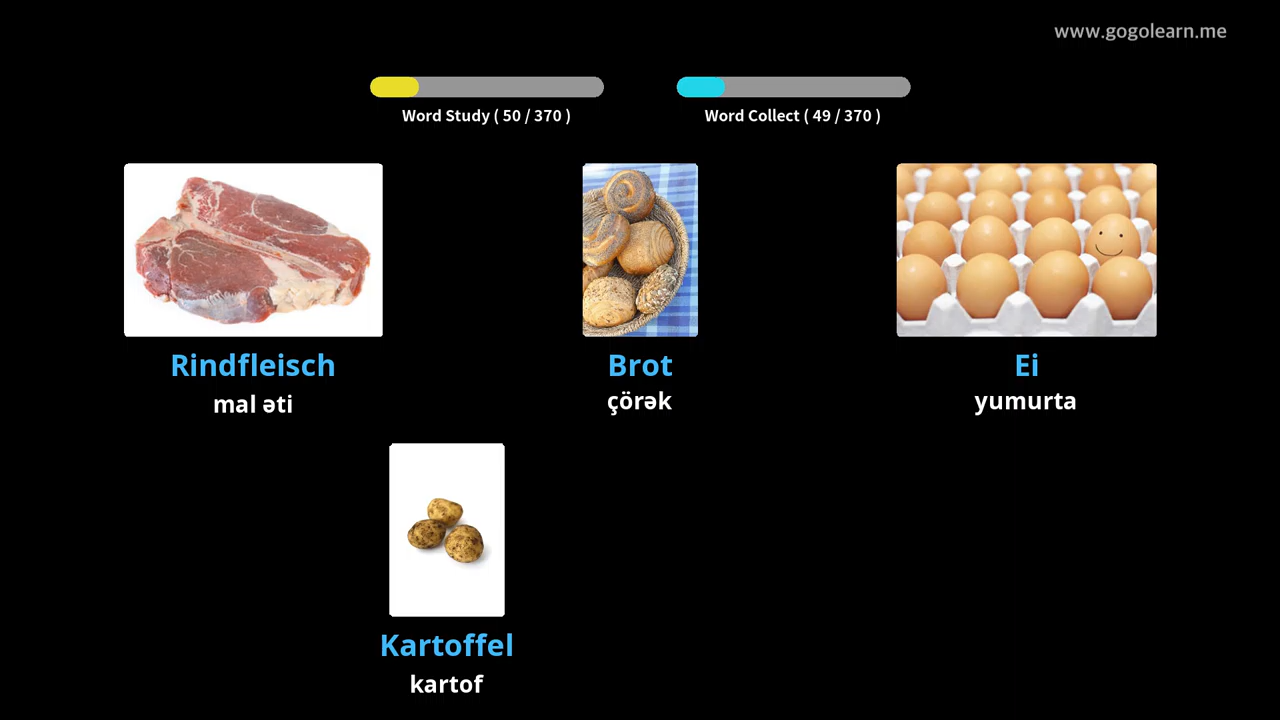 www.gogolearn.me
Word Study ( 50 / 370 )
Word Collect ( 49 / 370 )
Rindfleisch
mal əti
Brot
çörək
Ei
yumurta
Kartoffel
kartof